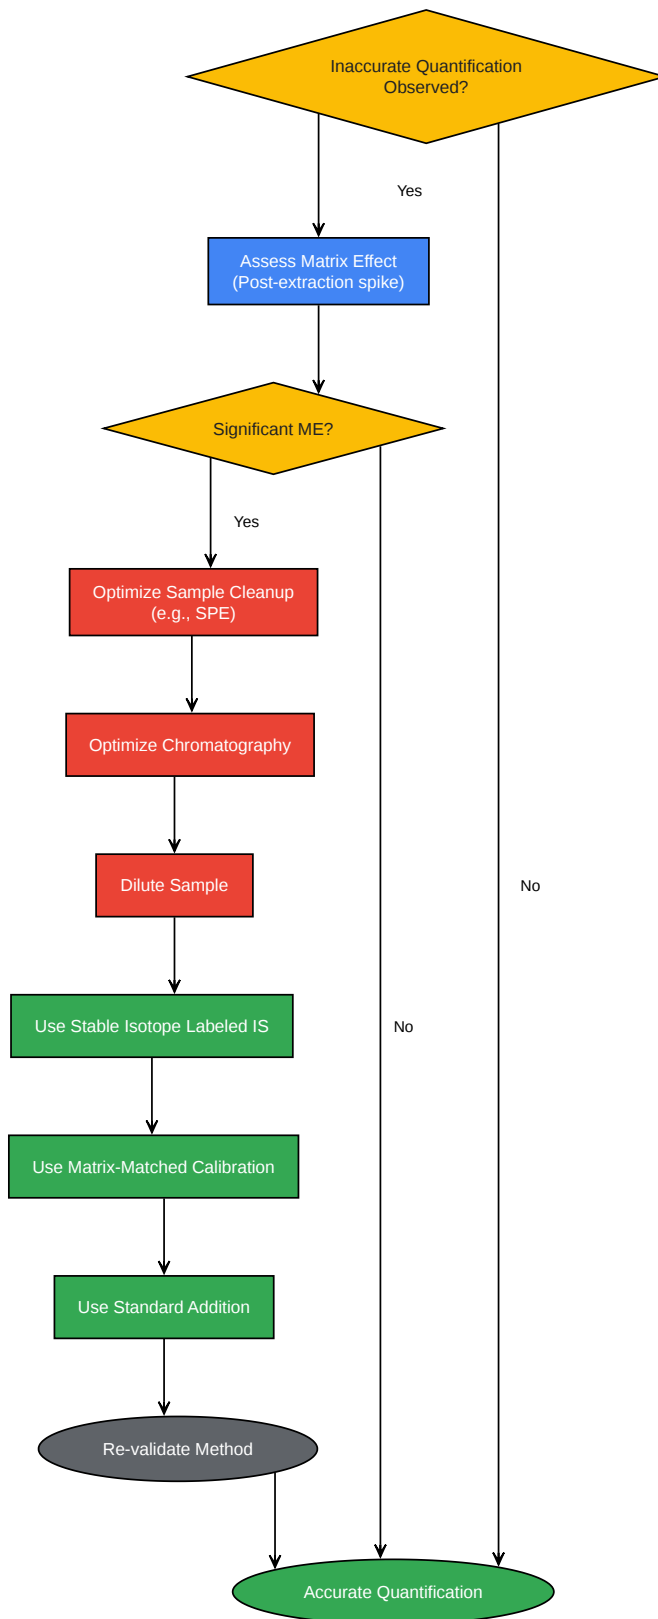 Inaccurate Quantification
Observed?
Yes
Assess Matrix Effect
(Post-extraction spike)
Significant ME?
Yes
Optimize Sample Cleanup
(e.g., SPE)
Optimize Chromatography
Dilute Sample
No
Use Stable Isotope Labeled IS
No
Use Matrix-Matched Calibration
Use Standard Addition
Re-validate Method
Accurate Quantification